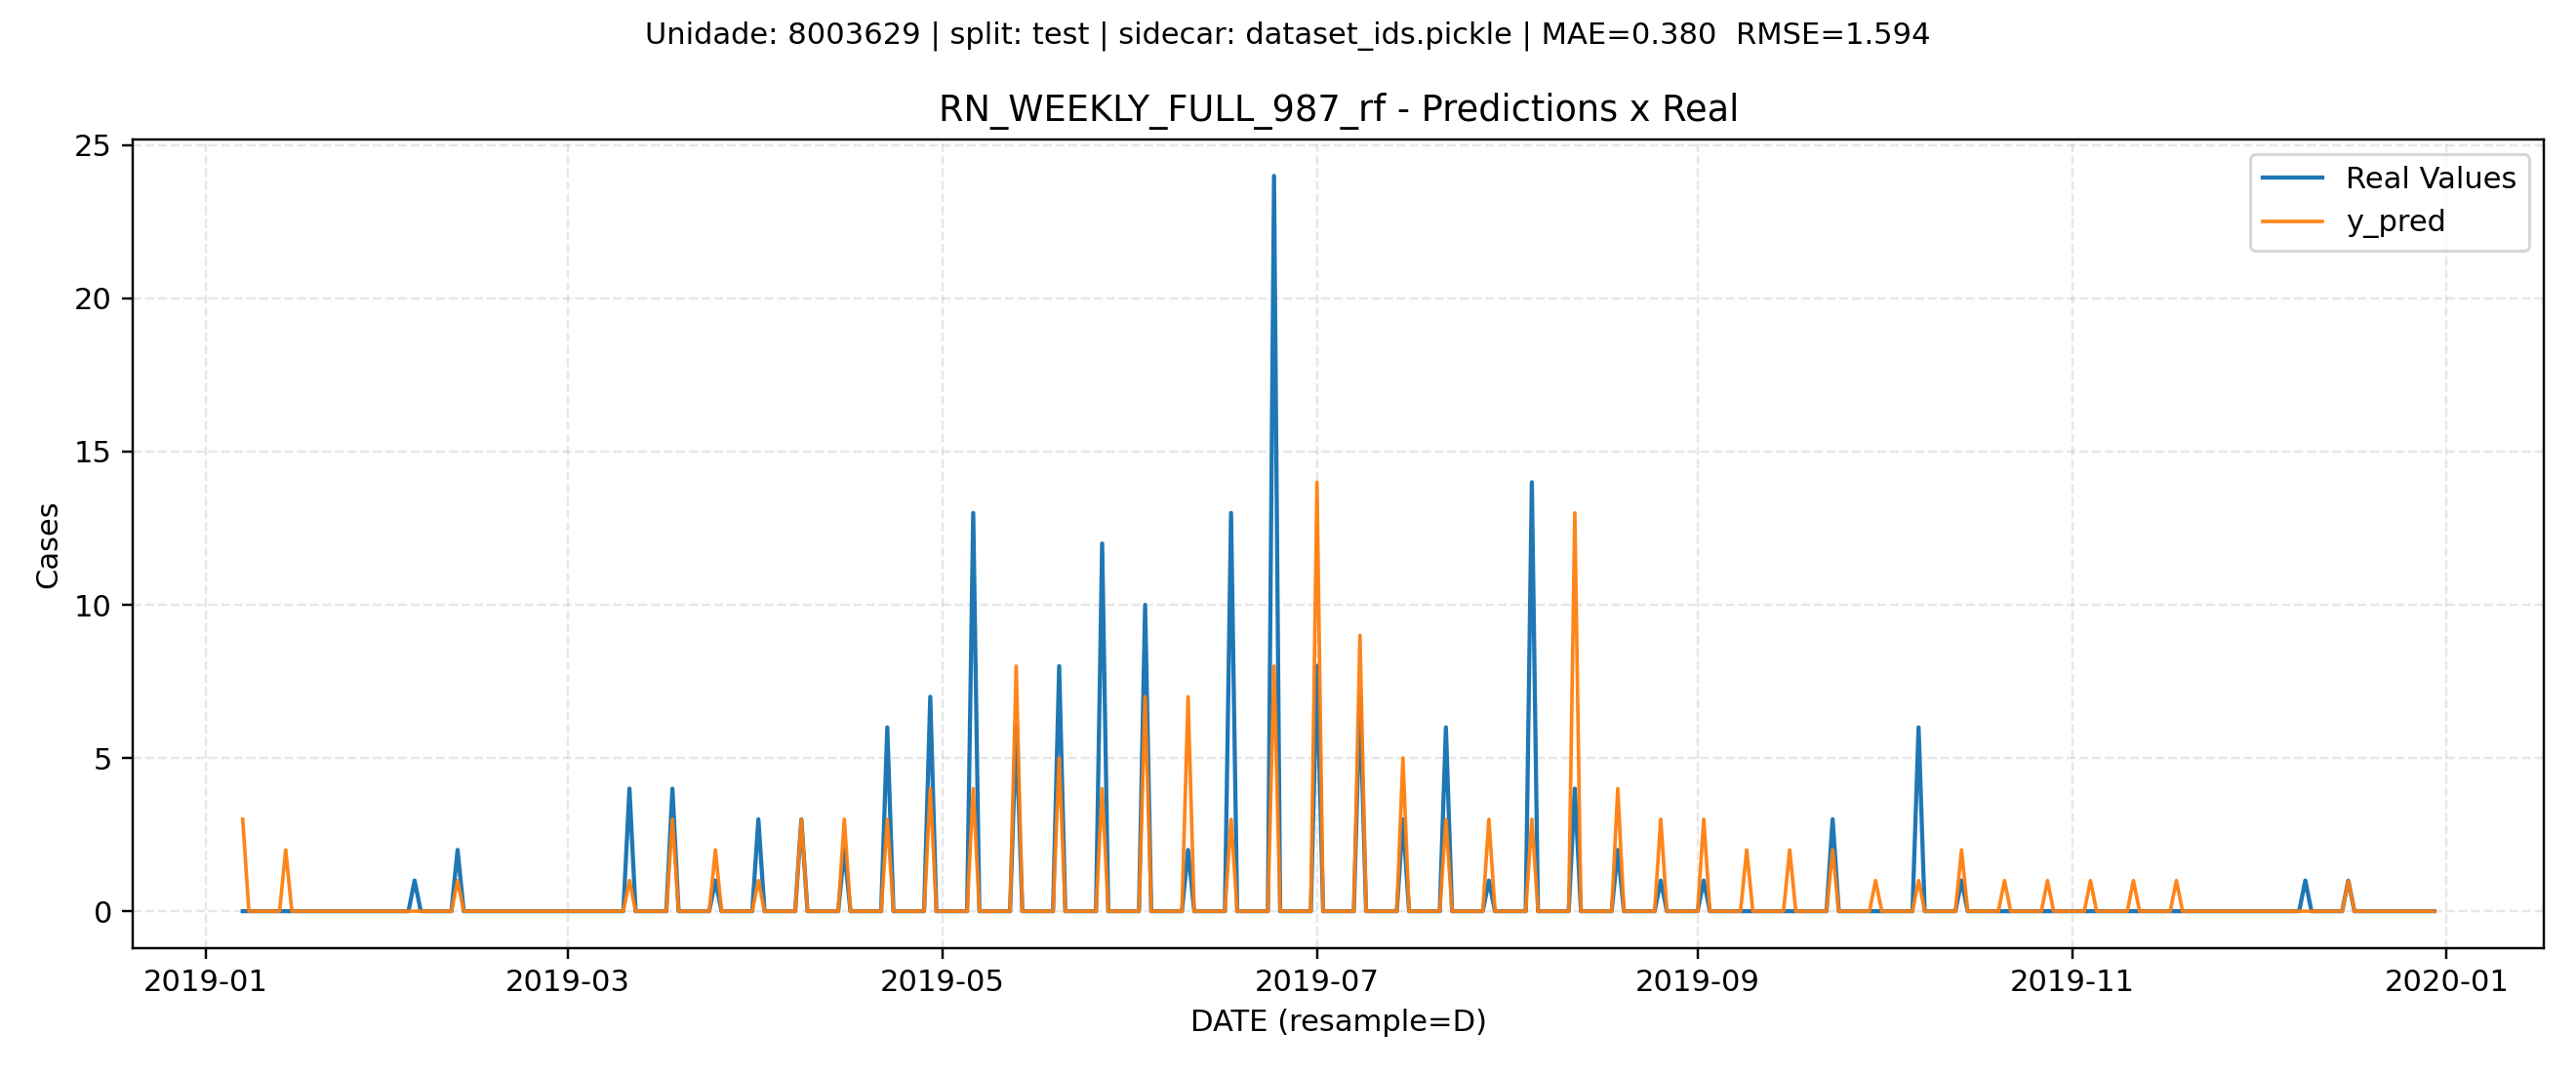 Unidade: 8003629 | split: test | sidecar: dataset_ids.pickle | MAE=0.380  RMSE=1.594
RN_WEEKLY_FULL_987_rf - Predictions x Real
25
20
15
10
5
0
Cases
Real Values
y_pred
2019-01
2019-03
2019-05
2019-07
2019-09
2019-11
2020-01
DATE (resample=D)